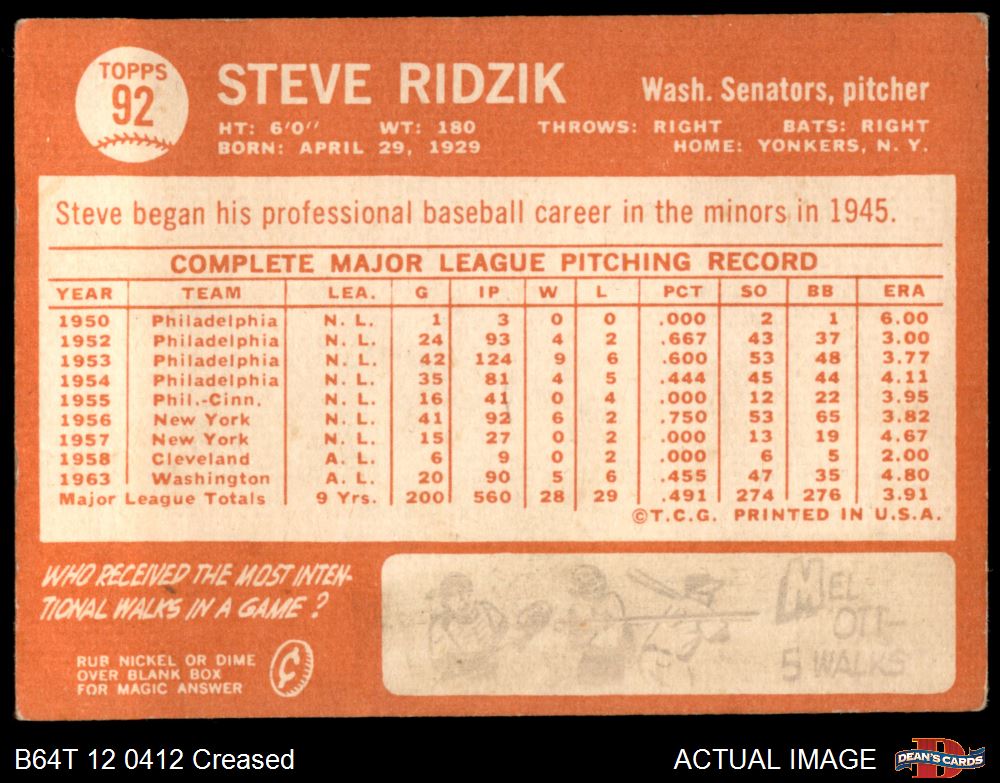 TOPPS
92
STEVE RIDZIK
Wash. Senators, pitcher
HT: 6'0'' WT: 180 THROWS: RIGHT BATS: RIGHT
BORN: APRIL 29, 1929 HOME: YONKERS, N. Y.
Steve began his professional baseball career in the minors in 1945.
COMPLETE MAJOR LEAGUE PITCHING RECORD
YEAR TEAM LEA. G IP W L PCT SO BB ERA
1950 Philadelphia N. L. 1 3 0 0 .000 2 1 6.00
1952 Philadelphia N. L. 24 93 4 2 .667 43 37 3.00
1953 Philadelphia N. L. 42 124 9 6 .600 53 48 3.77
1954 Philadelphia N. L. 35 81 4 5 .444 45 44 4.11
1955 Phil.-Cinn. N. L. 16 41 0 4 .000 12 22 3.95
1956 New York N. L. 41 92 6 2 .750 53 65 3.82
1957 New York N. L. 15 27 0 2 .000 13 19 4.67
1958 Cleveland A. L. 6 9 0 2 .000 6 5 2.00
1963 Washington A. L. 20 90 5 6 .455 47 35 4.80
Major League Totals 9 Yrs. 200 560 28 29 .491 274 276 3.91
©T.C.G. PRINTED IN U.S.A.
WHO RECEIVED THE MOST INTEN-
TIONAL WALKS IN A GAME?
RUB NICKEL OR DIME
OVER BLANK BOX
FOR MAGIC ANSWER
¢
MEL
OTT-
5 WALKS
B64T 12 0412 Creased
ACTUAL IMAGE
DEAN'S CARDS